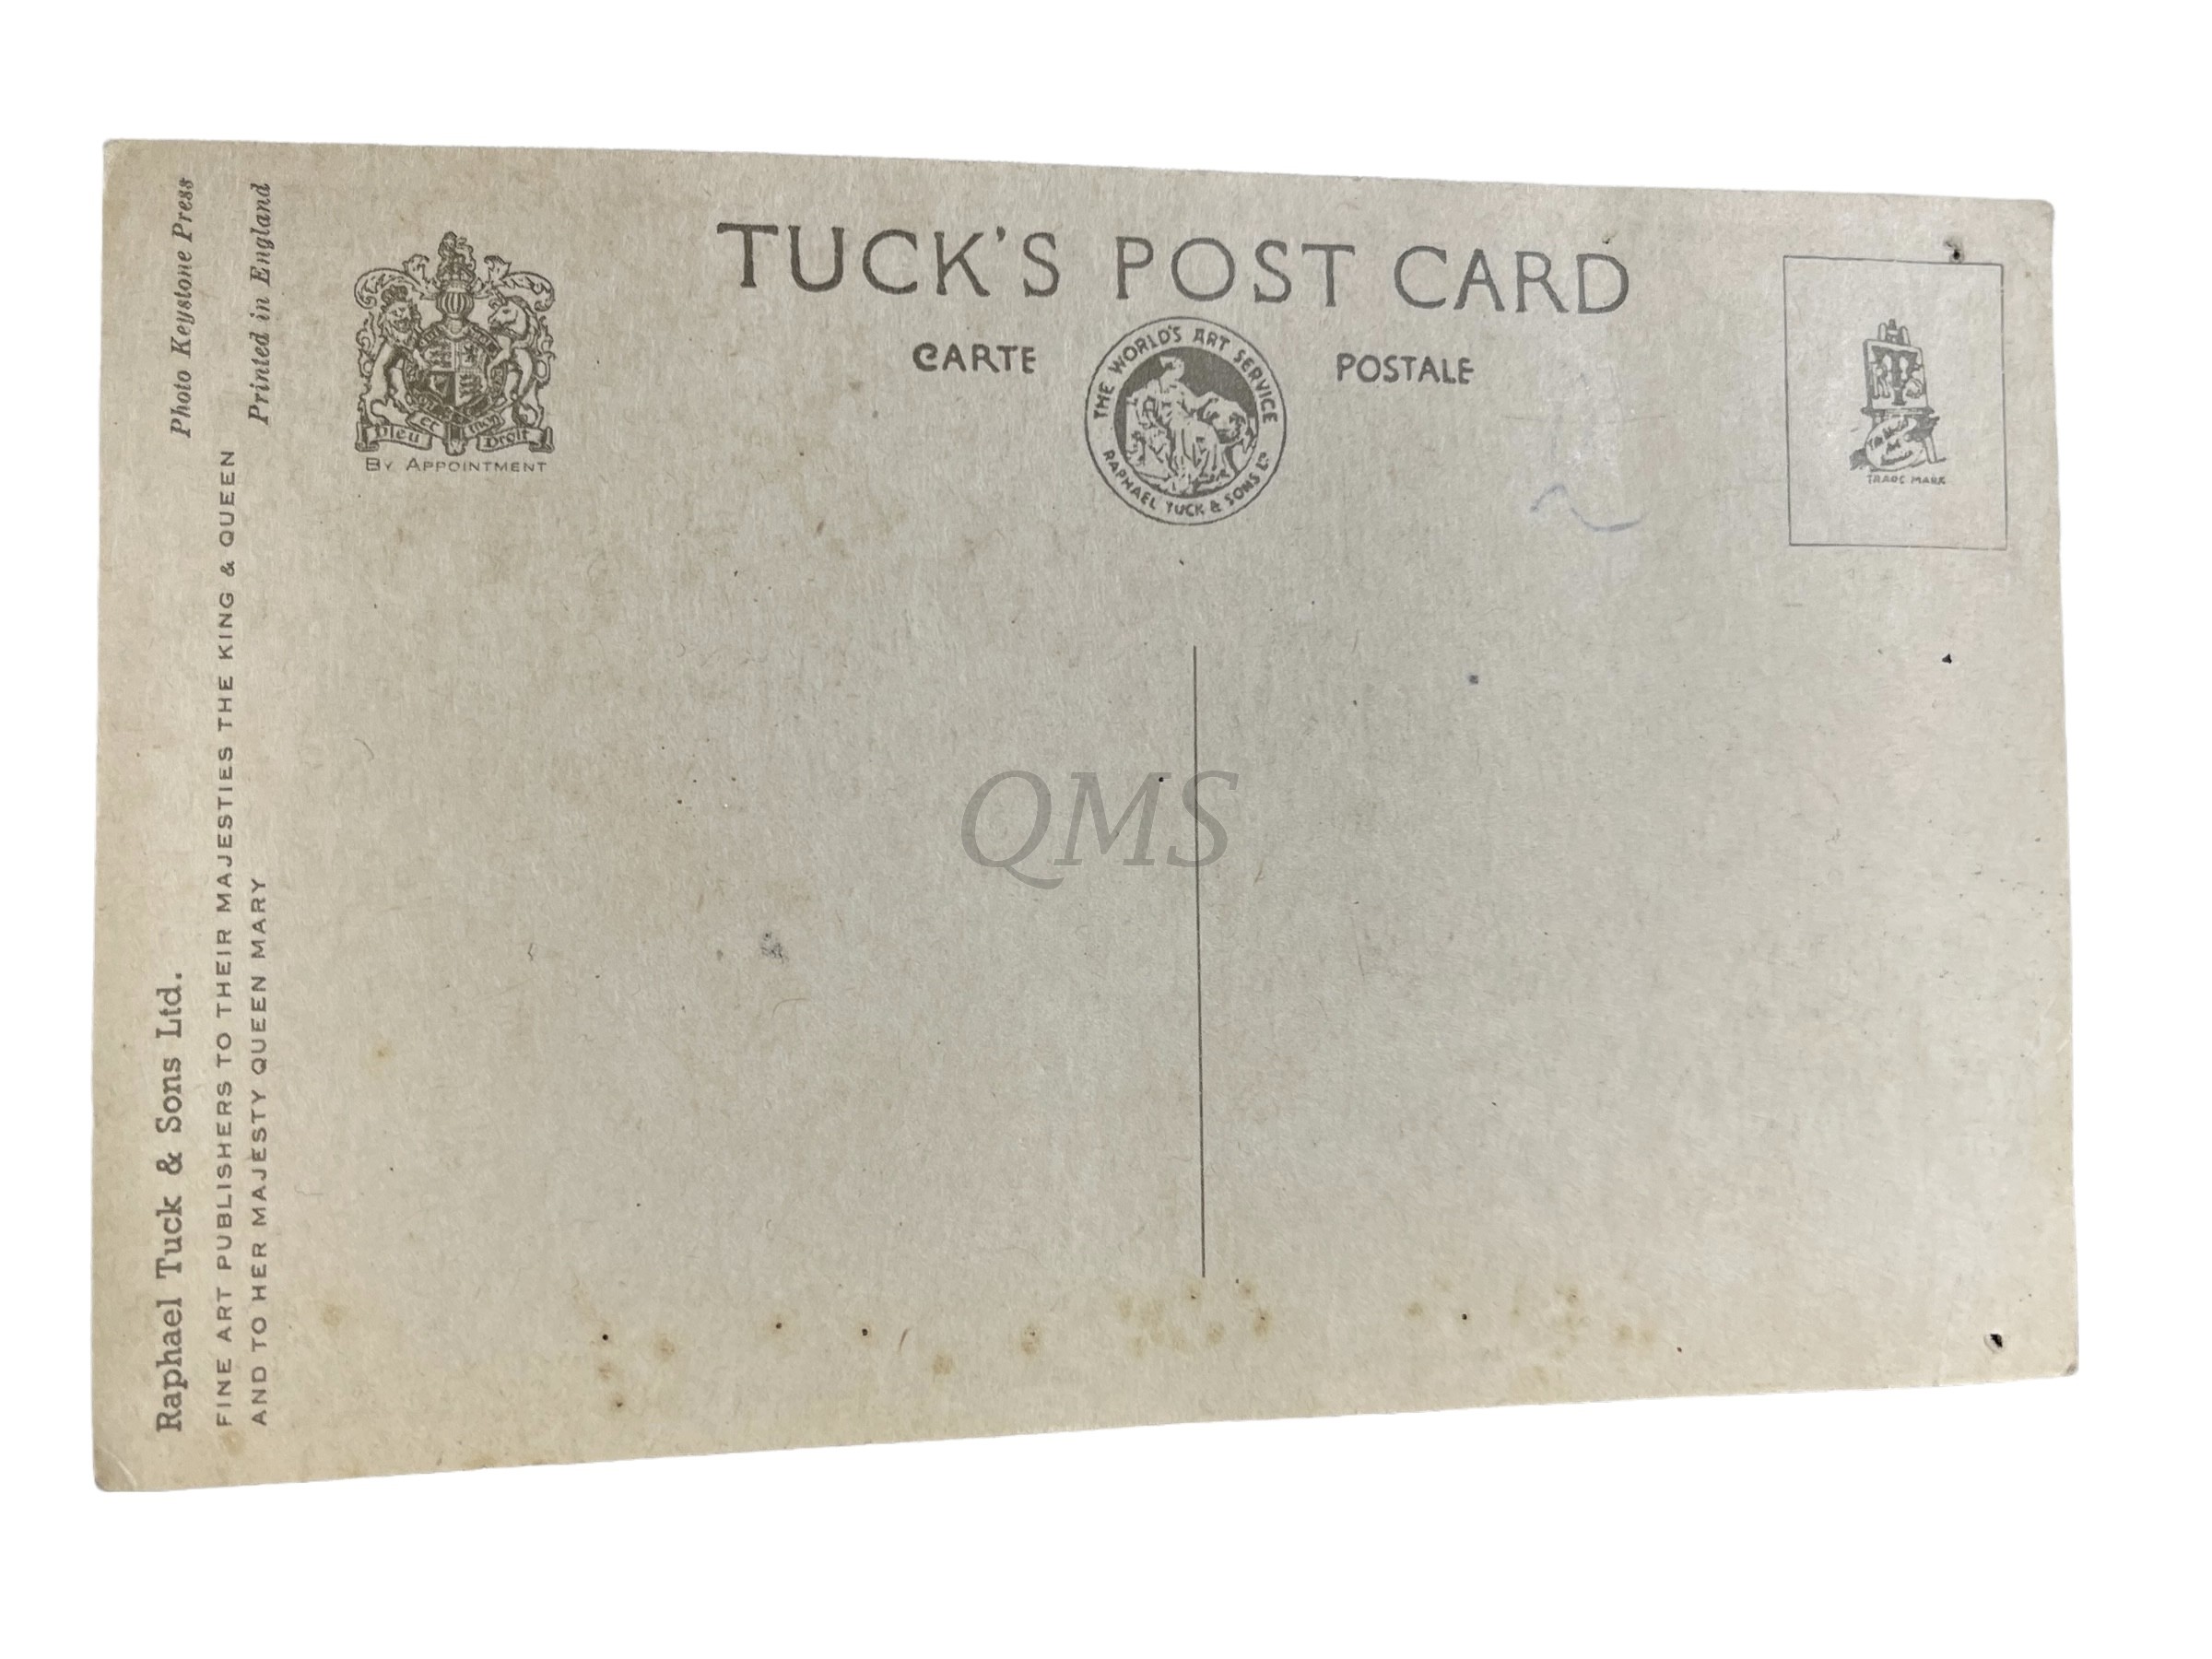 TUCK'S POST CARD
CARTE POSTALE
THE WORLD'S ART SERVICE
RAPHAEL TUCK & SONS LD
Dieu et mon Droit
BY APPOINTMENT
TRADE MARK
Photo Keystone Press
Printed in England
Raphael Tuck & Sons Ltd.
FINE ART PUBLISHERS TO THEIR MAJESTIES THE KING & QUEEN
AND TO HER MAJESTY QUEEN MARY
QMS